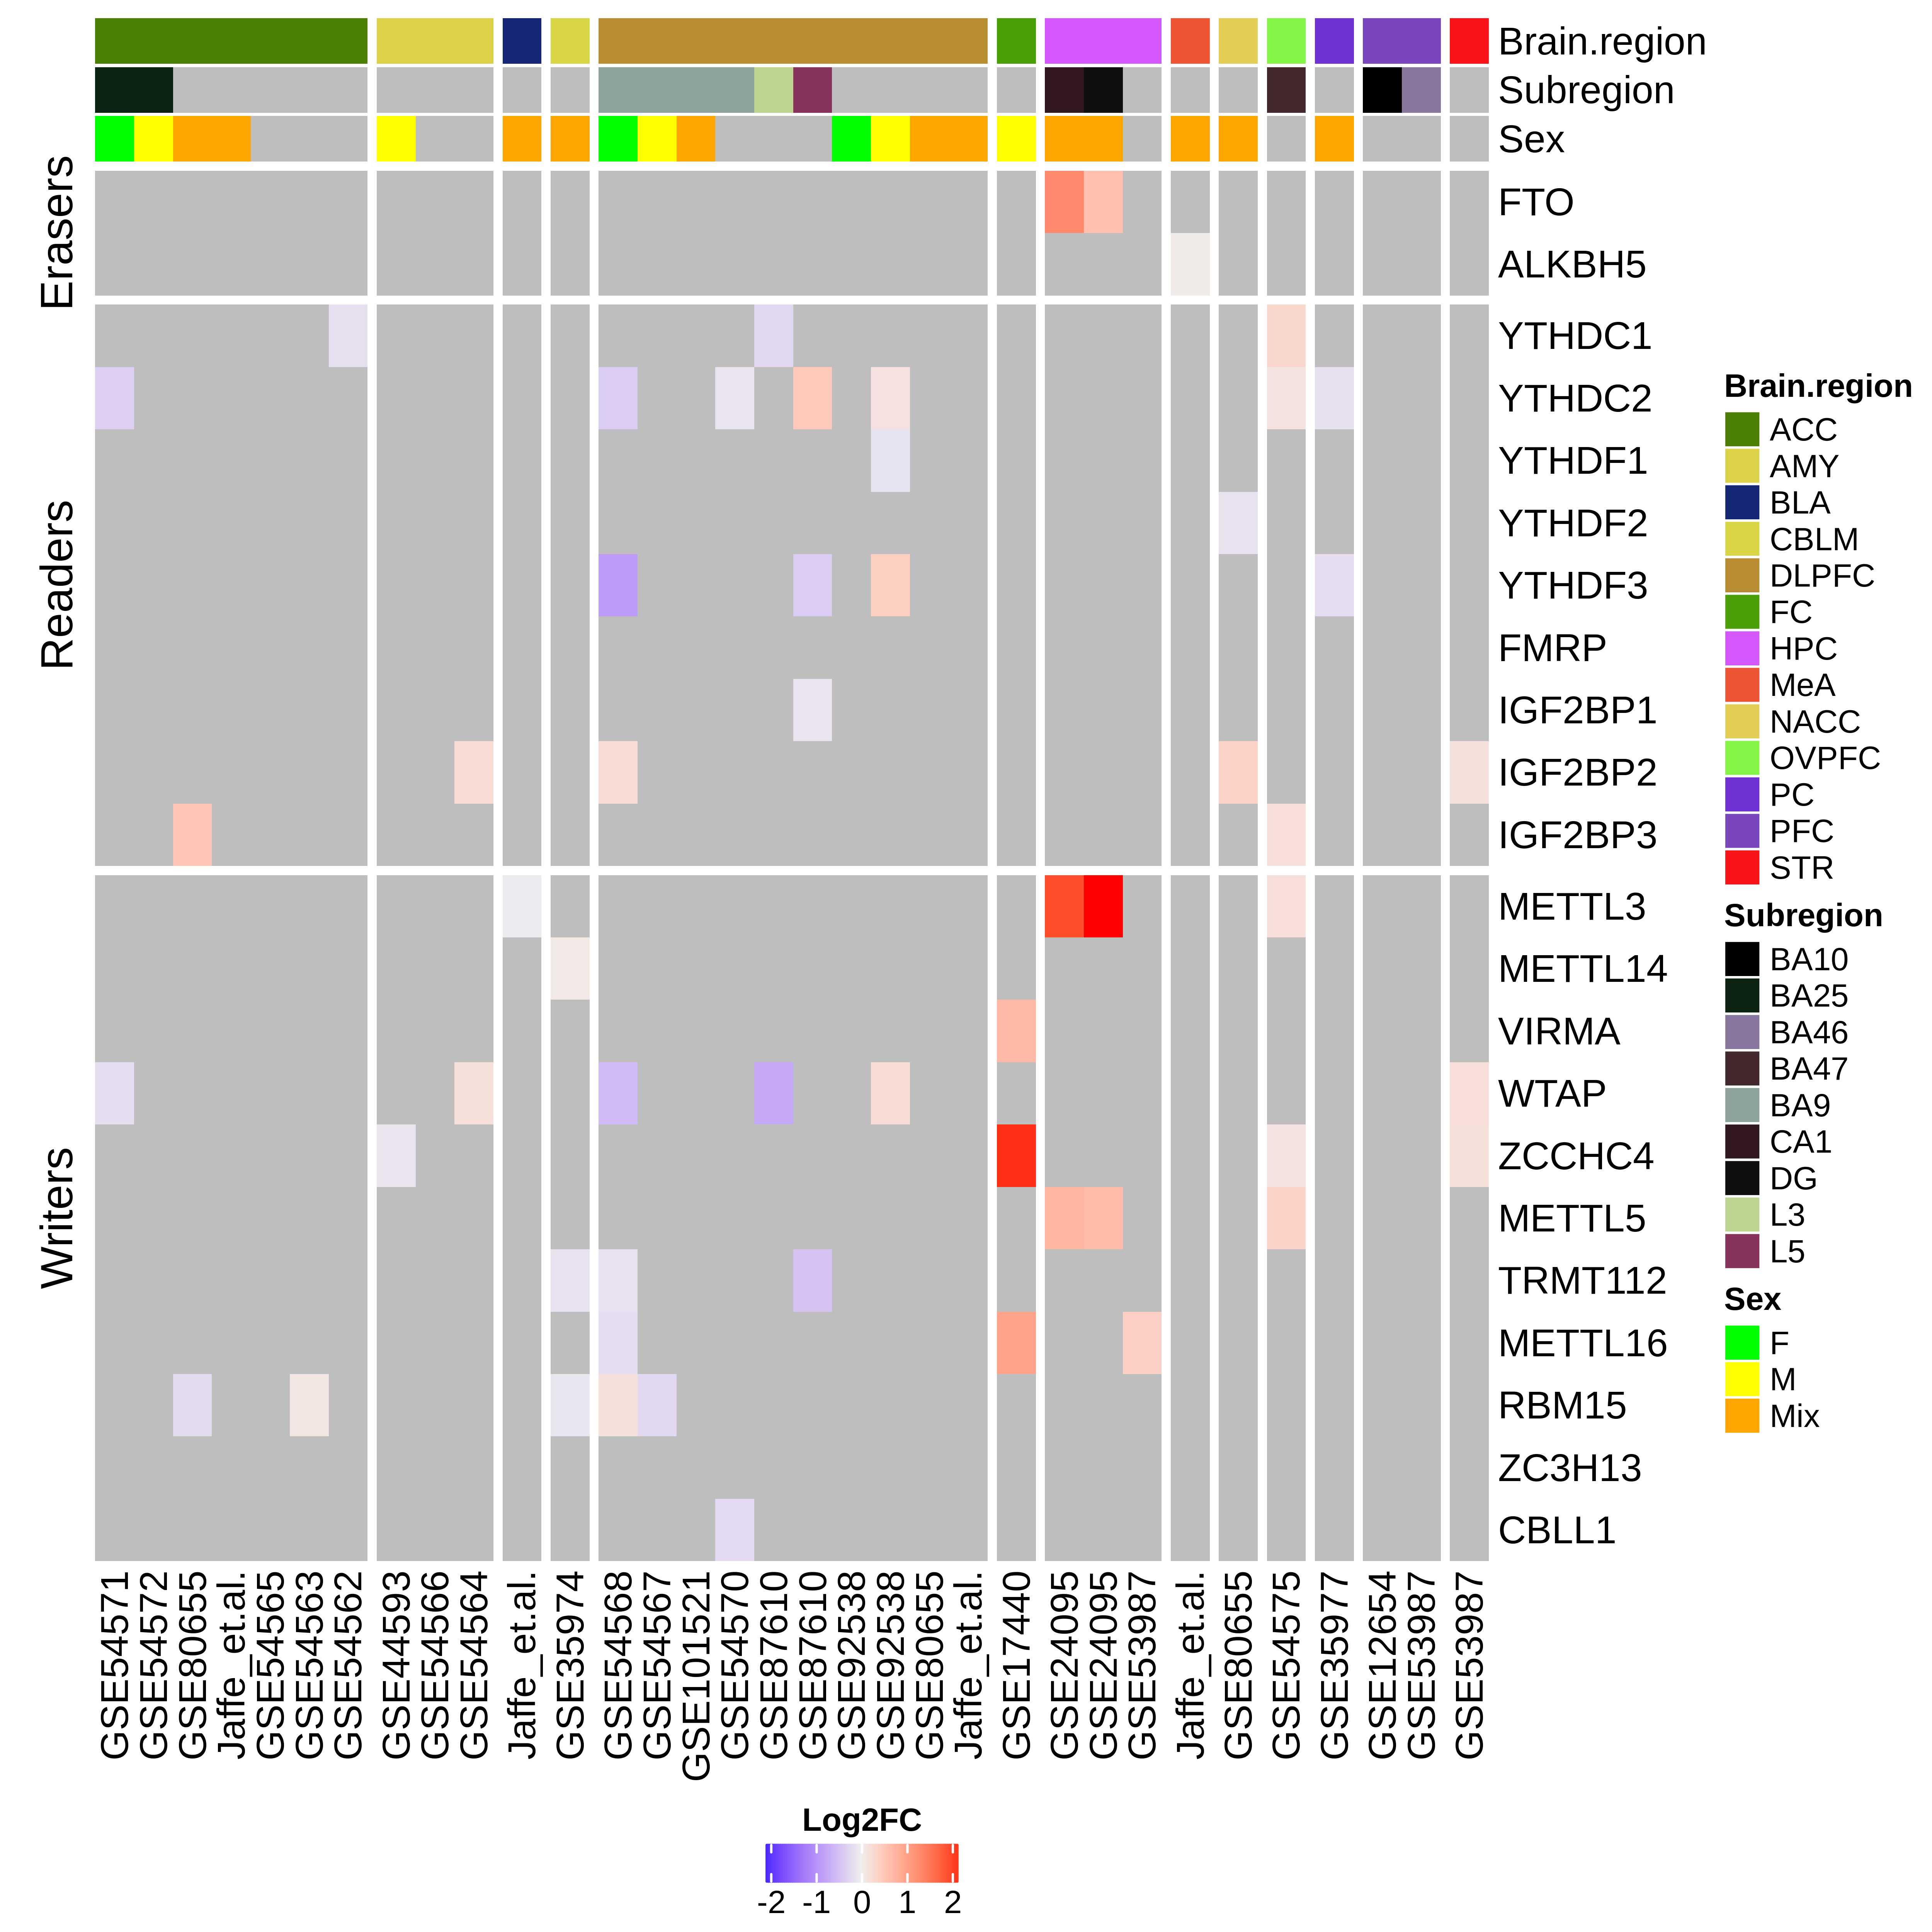 Brain.region
Subregion
Sex
Erasers
FTO
ALKBH5
Readers
YTHDC1
YTHDC2
YTHDF1
YTHDF2
YTHDF3
FMRP
IGF2BP1
IGF2BP2
IGF2BP3
Writers
METTL3
METTL14
VIRMA
WTAP
ZCCHC4
METTL5
TRMT112
METTL16
RBM15
ZC3H13
CBLL1
GSE54571
GSE54572
GSE80655
Jaffe_et.al.
GSE54565
GSE54563
GSE54562
GSE44593
GSE54566
GSE54564
Jaffe_et.al.
GSE35974
GSE54568
GSE54567
GSE101521
GSE54570
GSE87610
GSE87610
GSE92538
GSE92538
GSE80655
Jaffe_et.al.
GSE17440
GSE24095
GSE24095
GSE53987
Jaffe_et.al.
GSE80655
GSE54575
GSE35977
GSE12654
GSE53987
GSE53987
Brain.region
ACC
AMY
BLA
CBLM
DLPFC
FC
HPC
MeA
NACC
OVPFC
PC
PFC
STR
Subregion
BA10
BA25
BA46
BA47
BA9
CA1
DG
L3
L5
Sex
F
M
Mix
Log2FC
-2 -1 0 1 2